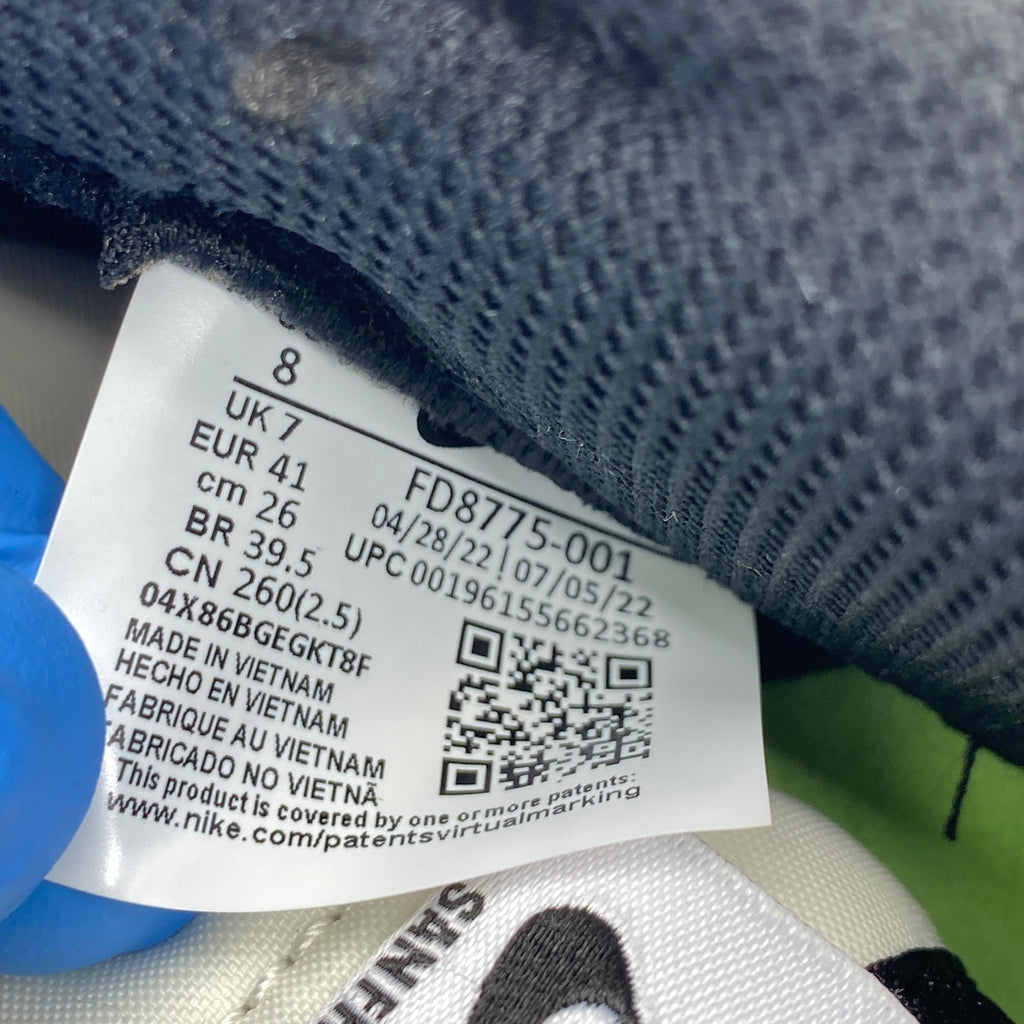 8
UK 7
EUR 41
cm 26
BR 39.5
CN 260(2.5)
04X86BGEGKT8F
MADE IN VIETNAM
HECHO EN VIETNAM
FABRIQUE AU VIETNAM
FABRICADO NO VIETNÃ
This product is covered by one or more patents:
www.nike.com/patentsvirtualmarking
FD8775-001
04/28/22 | 07/05/22
UPC 00196155662368